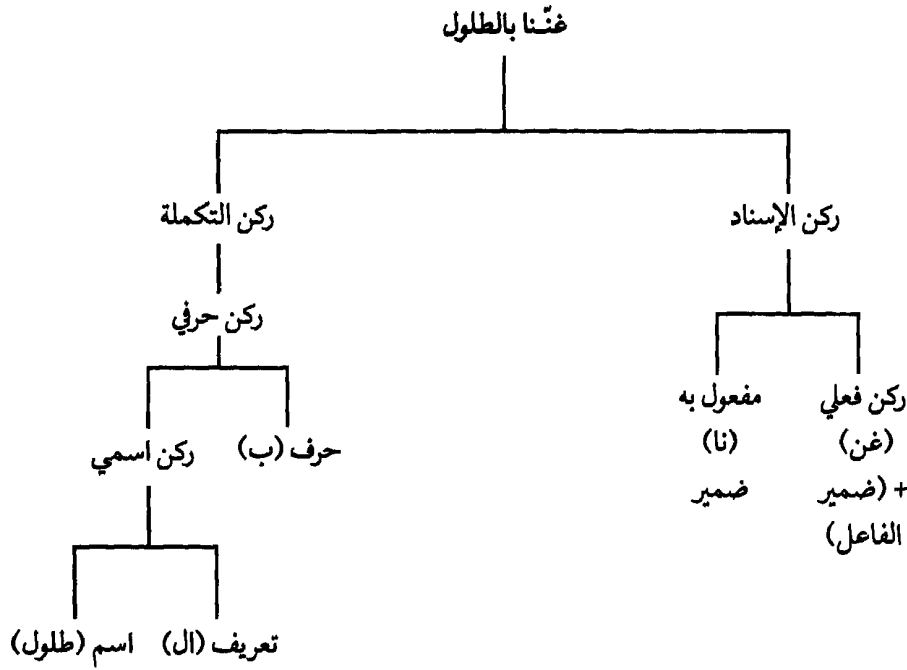 غنّنا بالطلول
ركن الإسناد
ركن التكملة
ركن حرفي
ركن فعلي
(غن)
+ (ضمير
الفاعل)
مفعول به
(نا)
ضمير
حرف (ب)
ركن اسمي
تعريف (ال)
اسم (طلول)